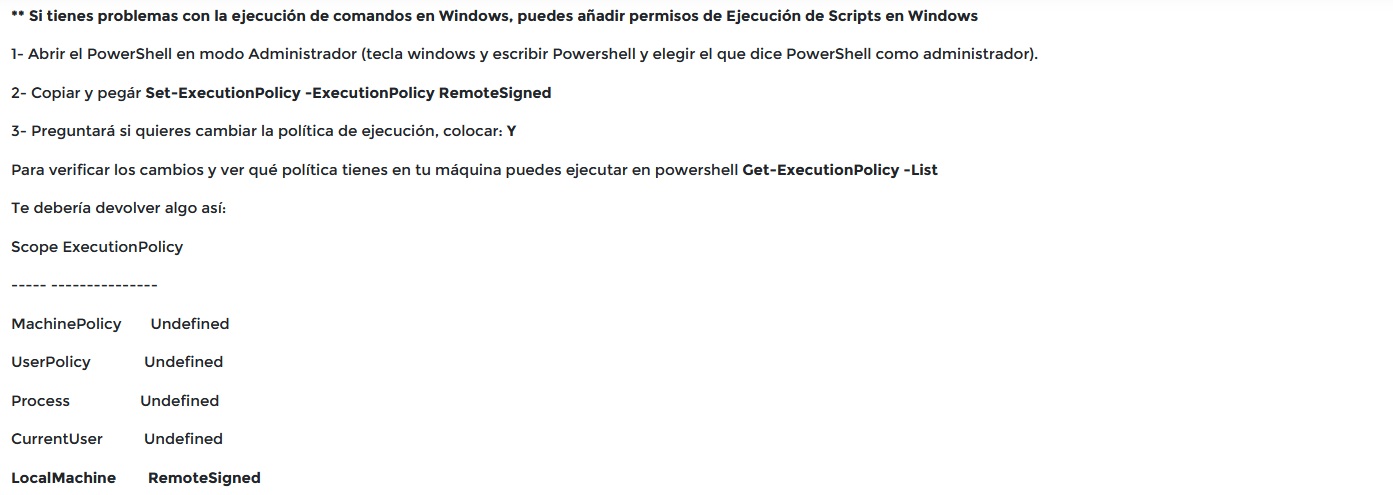 ** Si tienes problemas con la ejecución de comandos en Windows, puedes añadir permisos de Ejecución de Scripts en Windows
1- Abrir el PowerShell en modo Administrador (tecla windows y escribir Powershell y elegir el que dice PowerShell como administrador).
2- Copiar y pegár Set-ExecutionPolicy -ExecutionPolicy RemoteSigned
3- Preguntará si quieres cambiar la política de ejecución, colocar: Y
Para verificar los cambios y ver qué política tienes en tu máquina puedes ejecutar en powershell Get-ExecutionPolicy -List
Te debería devolver algo así:
Scope ExecutionPolicy
----- ---------------
MachinePolicy Undefined
UserPolicy Undefined
Process Undefined
CurrentUser Undefined
LocalMachine RemoteSigned